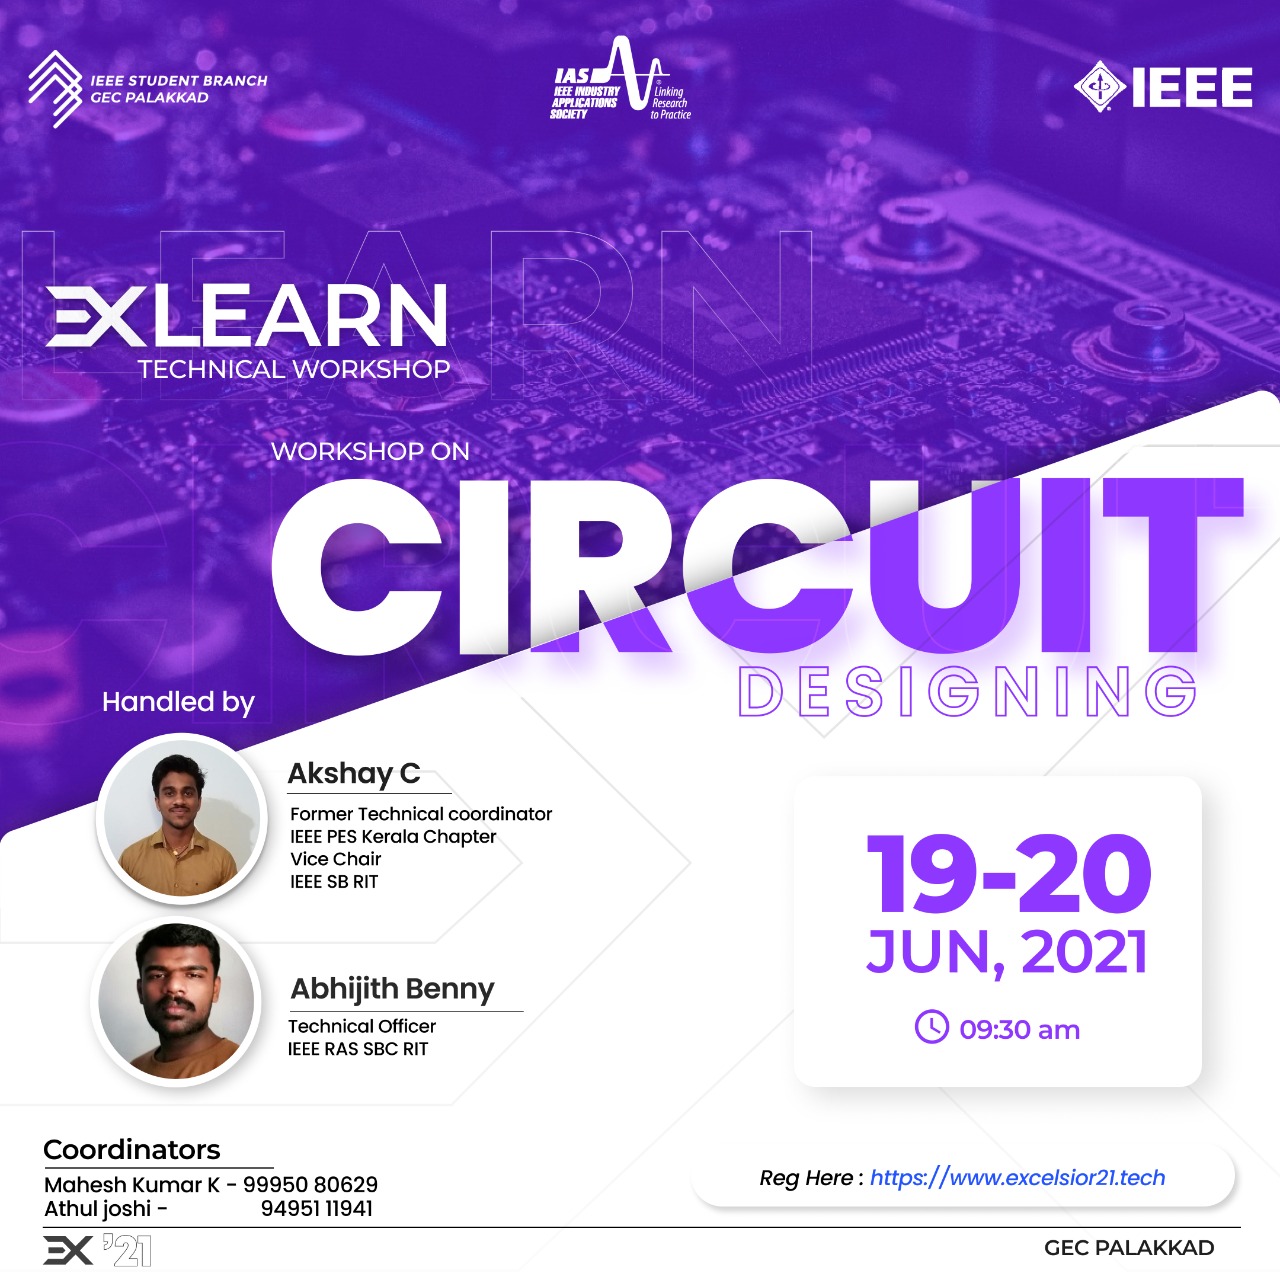 IEEE STUDENT BRANCH
GEC PALAKKAD
IAS
IEEE INDUSTRY
APPLICATIONS
SOCIETY
®
Linking
Research
to Practice
IEEE
LEARN
EXLEARN
TECHNICAL WORKSHOP
WORKSHOP ON
CIRCUIT
DESIGNING
Handled by
Akshay C
Former Technical coordinator
IEEE PES Kerala Chapter
Vice Chair
IEEE SB RIT
Abhijith Benny
Technical Officer
IEEE RAS SBC RIT
19-20
JUN, 2021
09:30 am
Coordinators
Mahesh Kumar K - 99950 80629
Athul joshi - 94951 11941
Reg Here : https://www.excelsior21.tech
EX '21
GEC PALAKKAD